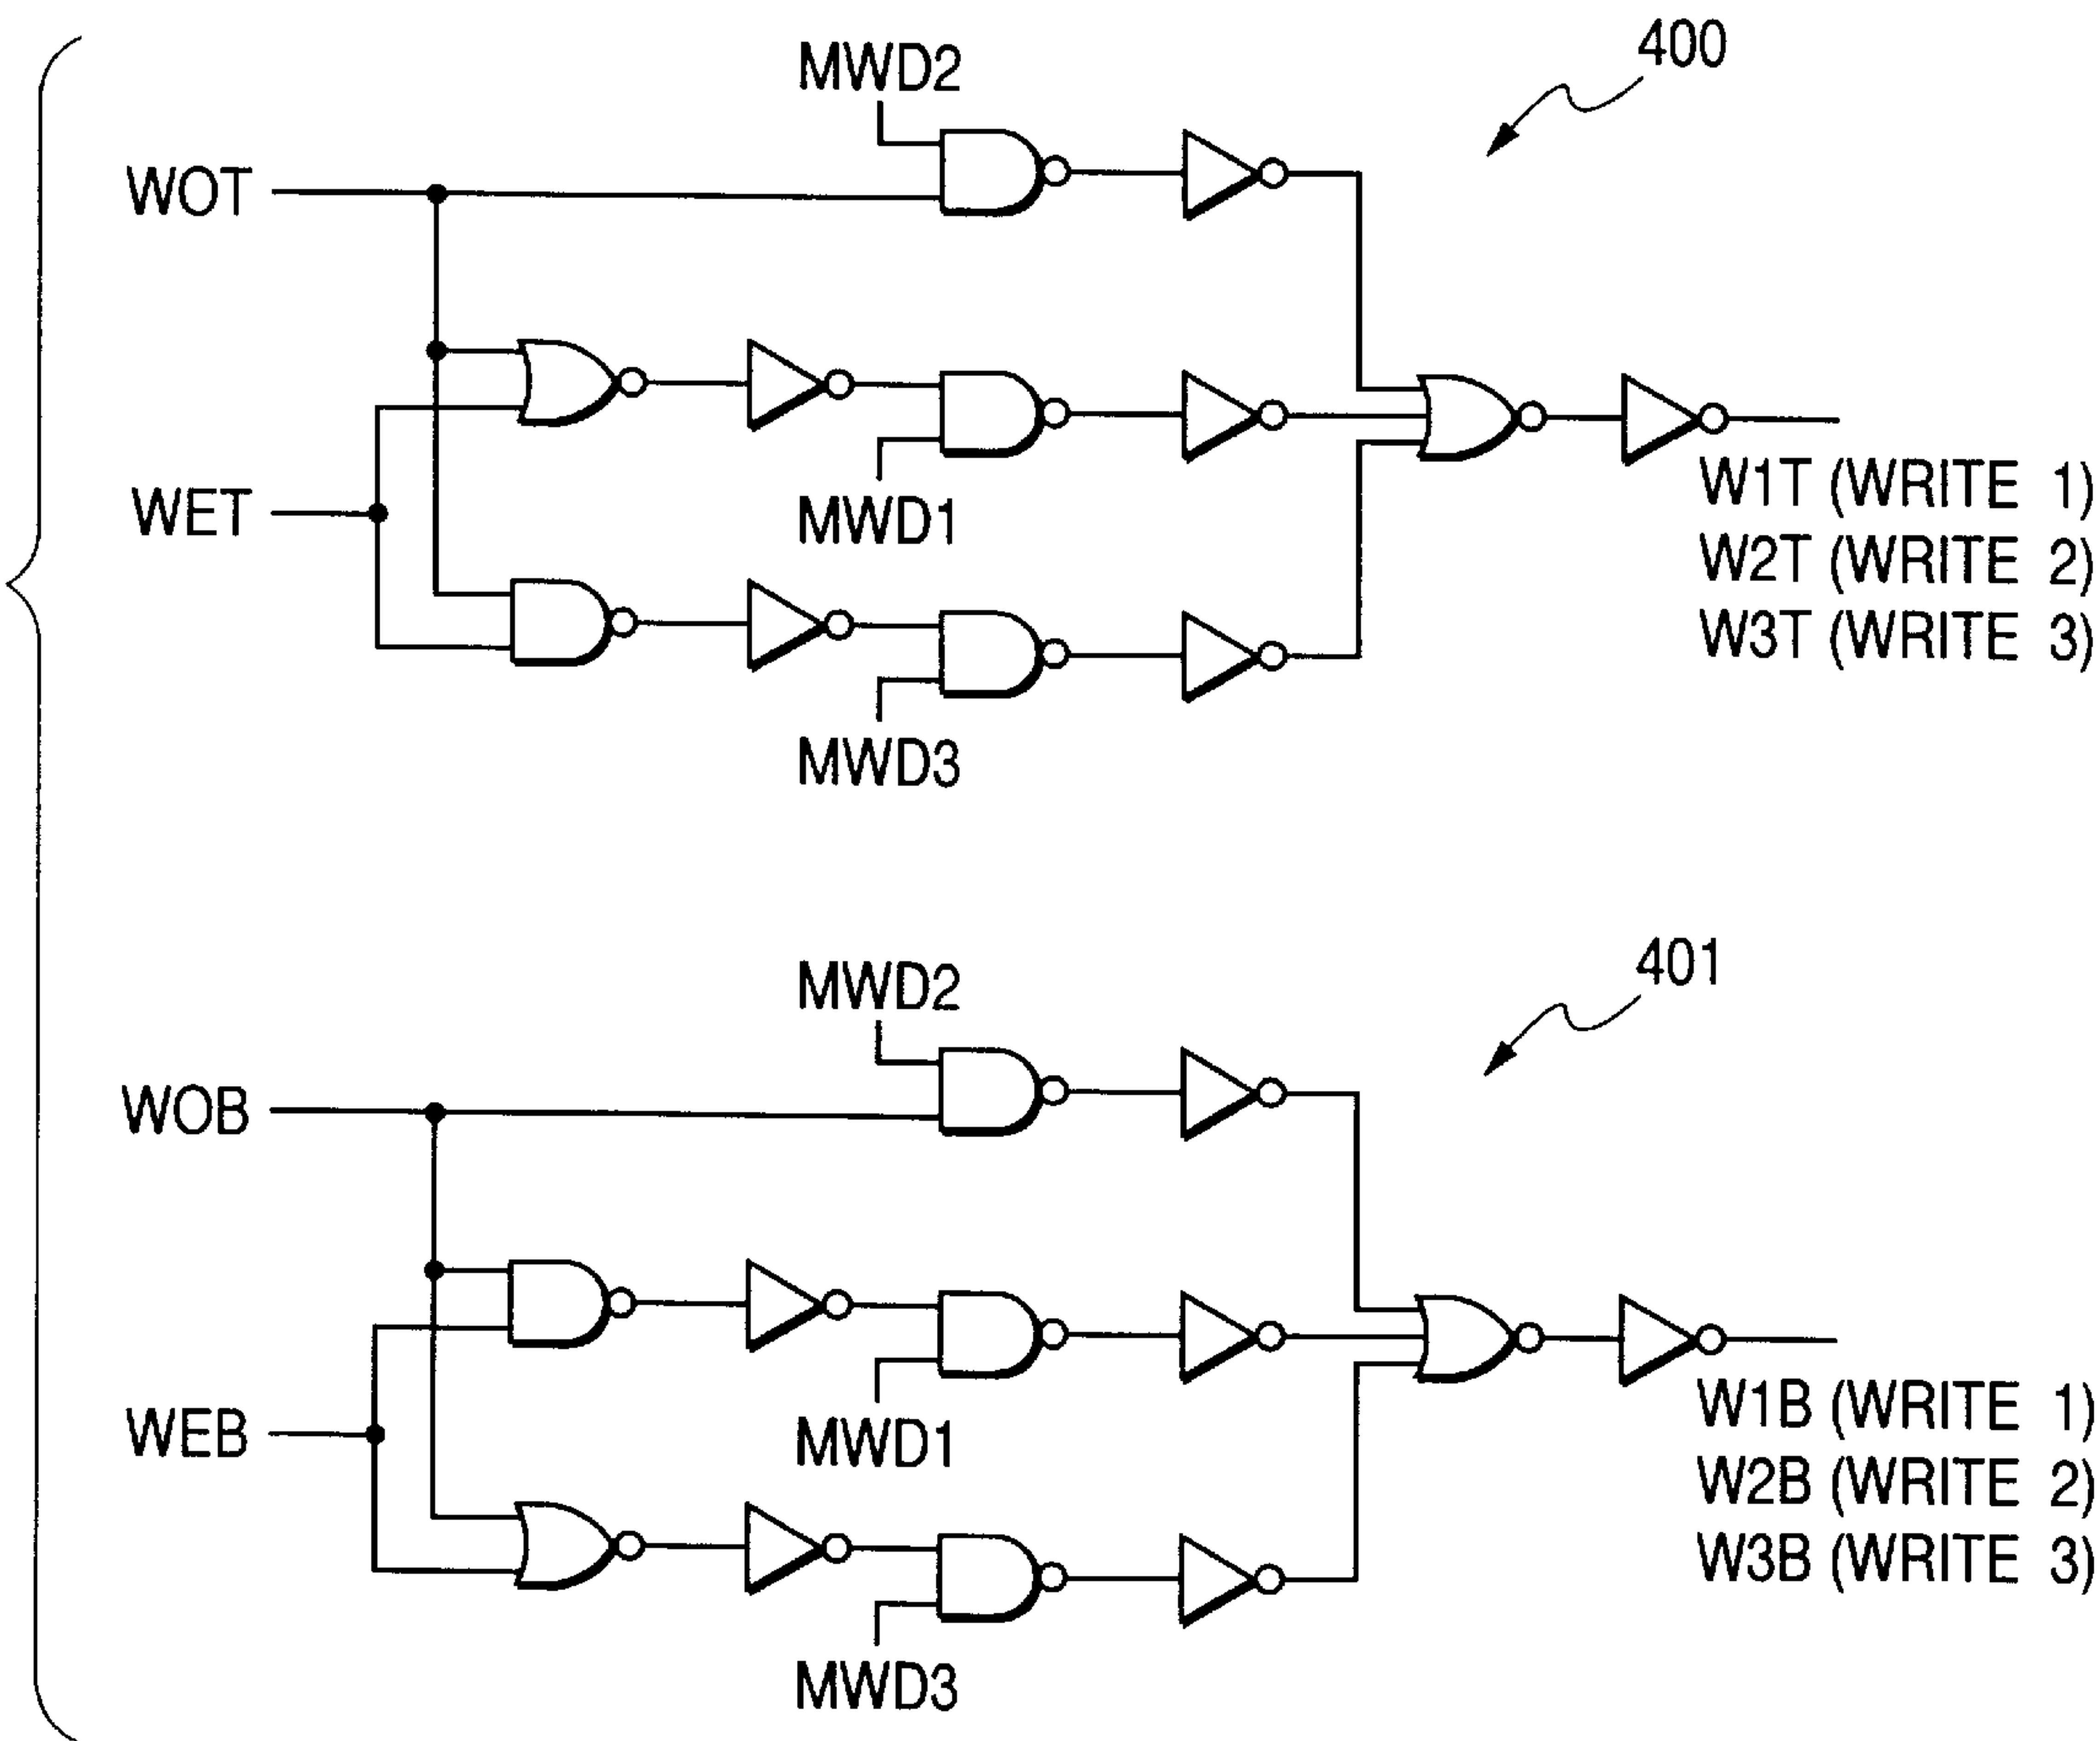 400
MWD2
WOT
WET
MWD1
W1T (WRITE 1)
W2T (WRITE 2)
W3T (WRITE 3)
MWD3
401
MWD2
WOB
WEB
MWD1
W1B (WRITE 1)
W2B (WRITE 2)
W3B (WRITE 3)
MWD3